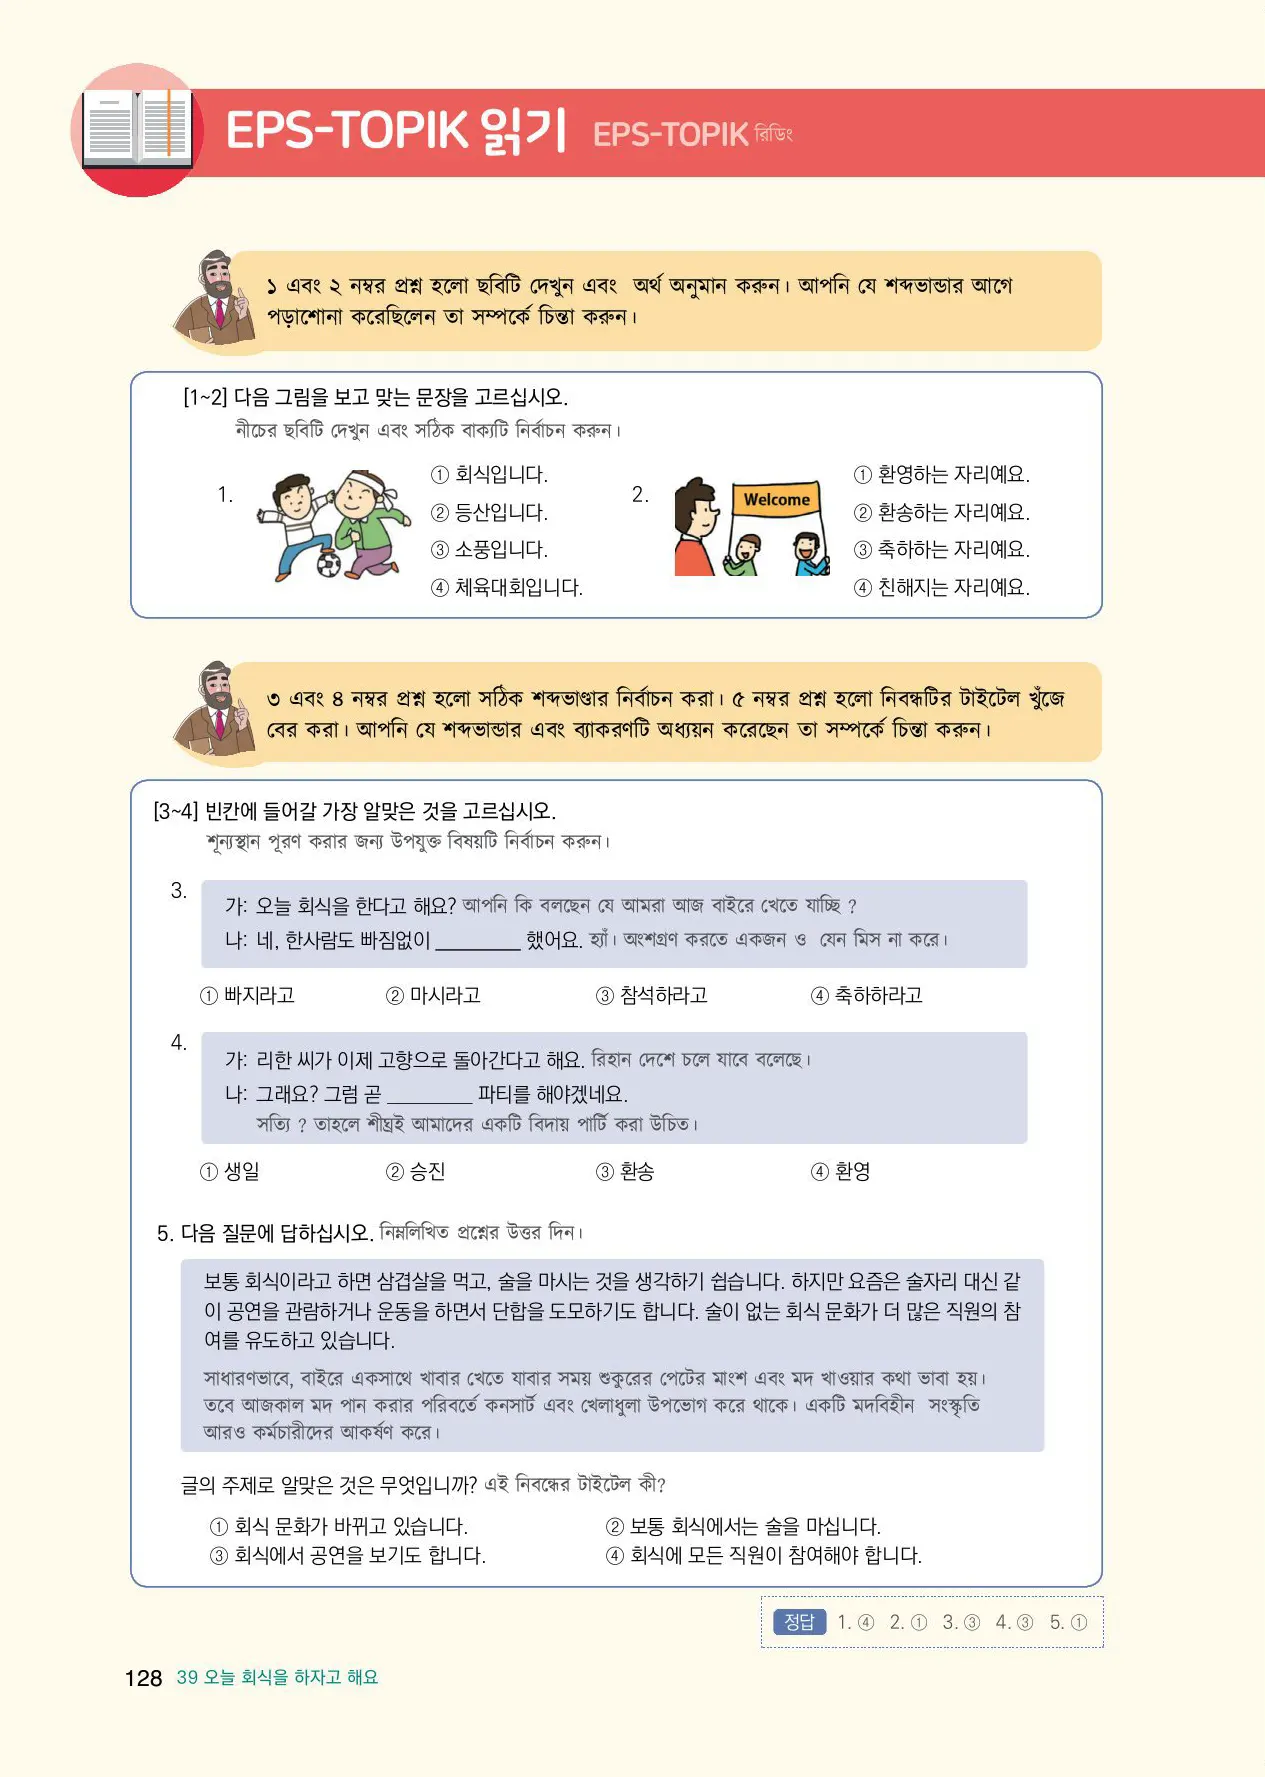 EPS-TOPIK 읽기 EPS-TOPIK রিডিং
১ এবং ২ নম্বর প্রশ্ন হলো ছবিটি দেখুন এবং অর্থ অনুমান করুন। আপনি যে শব্দভান্ডার আগে
পড়াশোনা করেছিলেন তা সম্পর্কে চিন্তা করুন।
[1~2] 다음 그림을 보고 맞는 문장을 고르십시오.
নীচের ছবিটি দেখুন এবং সঠিক বাক্যটি নির্বাচন করুন।
1.
① 회식입니다.
② 등산입니다.
③ 소풍입니다.
④ 체육대회입니다.
2.
Welcome
① 환영하는 자리예요.
② 환송하는 자리예요.
③ 축하하는 자리예요.
④ 친해지는 자리예요.
৩ এবং ৪ নম্বর প্রশ্ন হলো সঠিক শব্দভাণ্ডার নির্বাচন করা। ৫ নম্বর প্রশ্ন হলো নিবন্ধটির টাইটেল খুঁজে
বের করা। আপনি যে শব্দভান্ডার এবং ব্যাকরণটি অধ্যয়ন করেছেন তা সম্পর্কে চিন্তা করুন।
[3~4] 빈칸에 들어갈 가장 알맞은 것을 고르십시오.
শূন্যস্থান পূরণ করার জন্য উপযুক্ত বিষয়টি নির্বাচন করুন।
3.
가: 오늘 회식을 한다고 해요? আপনি কি বলছেন যে আমরা আজ বাইরে খেতে যাচ্ছি ?
나: 네, 한사람도 빠짐없이 ________ 했어요. হ্যাঁ। অংশগ্রণ করতে একজন ও যেন মিস না করে।
① 빠지라고 ② 마시라고 ③ 참석하라고 ④ 축하하라고
4.
가: 리한 씨가 이제 고향으로 돌아간다고 해요. রিহান দেশে চলে যাবে বলেছে।
나: 그래요? 그럼 곧 ________ 파티를 해야겠네요.
সত্যি ? তাহলে শীঘ্রই আমাদের একটি বিদায় পার্টি করা উচিত।
① 생일 ② 승진 ③ 환송 ④ 환영
5. 다음 질문에 답하십시오. নিম্নলিখিত প্রশ্নের উত্তর দিন।
보통 회식이라고 하면 삼겹살을 먹고, 술을 마시는 것을 생각하기 쉽습니다. 하지만 요즘은 술자리 대신 같
이 공연을 관람하거나 운동을 하면서 단합을 도모하기도 합니다. 술이 없는 회식 문화가 더 많은 직원의 참
여를 유도하고 있습니다.
সাধারণভাবে, বাইরে একসাথে খাবার খেতে যাবার সময় শুকুরের পেটের মাংশ এবং মদ খাওয়ার কথা ভাবা হয়।
তবে আজকাল মদ পান করার পরিবর্তে কনসার্ট এবং খেলাধুলা উপভোগ করে থাকে। একটি মদবিহীন সংস্কৃতি
আরও কর্মচারীদের আকর্ষণ করে।
글의 주제로 알맞은 것은 무엇입니까? এই নিবন্ধের টাইটেল কী?
① 회식 문화가 바뀌고 있습니다. ② 보통 회식에서는 술을 마십니다.
③ 회식에서 공연을 보기도 합니다. ④ 회식에 모든 직원이 참여해야 합니다.
정답 1. ④ 2. ① 3. ③ 4. ③ 5. ①
128 39 오늘 회식을 하자고 해요